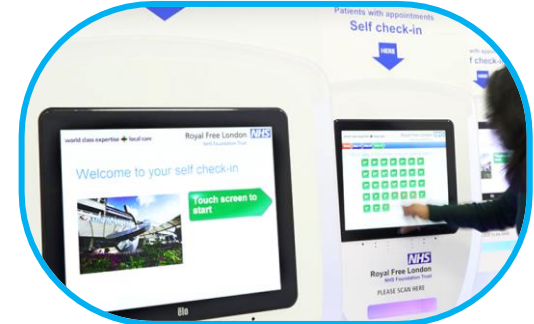 Patients with appointments
Self check-in
HERE
world class expertise local care
Royal Free London NHS
NHS Foundation Trust
Welcome to your self check-in
Touch screen to
start
elo
NHS
Royal Free London
NHS Foundation Trust
PLEASE SCAN HERE
HERE